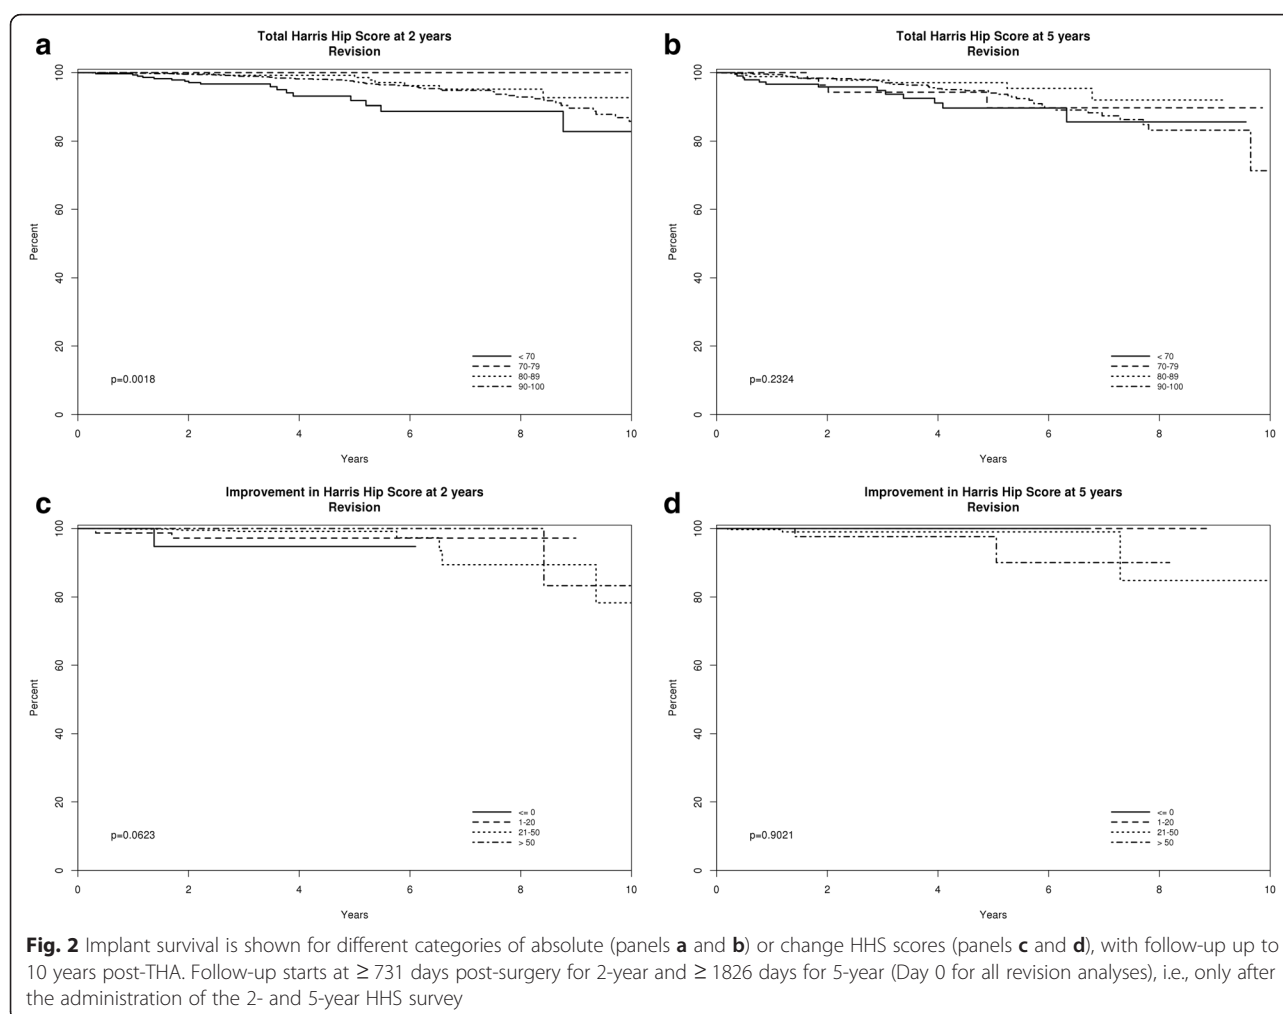 a
Total Harris Hip Score at 2 years
Revision
100
80
60
40
20
0
Percent
< 70
70-79
80-89
90-100
p=0.0018
0 2 4 6 8 10
Years
b
Total Harris Hip Score at 5 years
Revision
100
80
60
40
20
0
Percent
< 70
70-79
80-89
90-100
p=0.2324
0 2 4 6 8 10
Years
c
Improvement in Harris Hip Score at 2 years
Revision
100
80
60
40
20
0
Percent
<= 0
1-20
21-50
> 50
p=0.0623
0 2 4 6 8 10
Years
d
Improvement in Harris Hip Score at 5 years
Revision
100
80
60
40
20
0
Percent
<= 0
1-20
21-50
> 50
p=0.9021
0 2 4 6 8 10
Years
Fig. 2 Implant survival is shown for different categories of absolute (panels a and b) or change HHS scores (panels c and d), with follow-up up to
10 years post-THA. Follow-up starts at ≥ 731 days post-surgery for 2-year and ≥ 1826 days for 5-year (Day 0 for all revision analyses), i.e., only after
the administration of the 2- and 5-year HHS survey